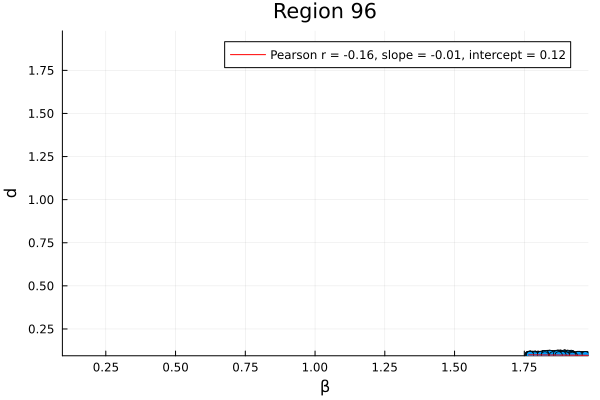 Region 96
Pearson r = -0.16, slope = -0.01, intercept = 0.12
d
1.75
1.50
1.25
1.00
0.75
0.50
0.25
0.25 0.50 0.75 1.00 1.25 1.50 1.75
β